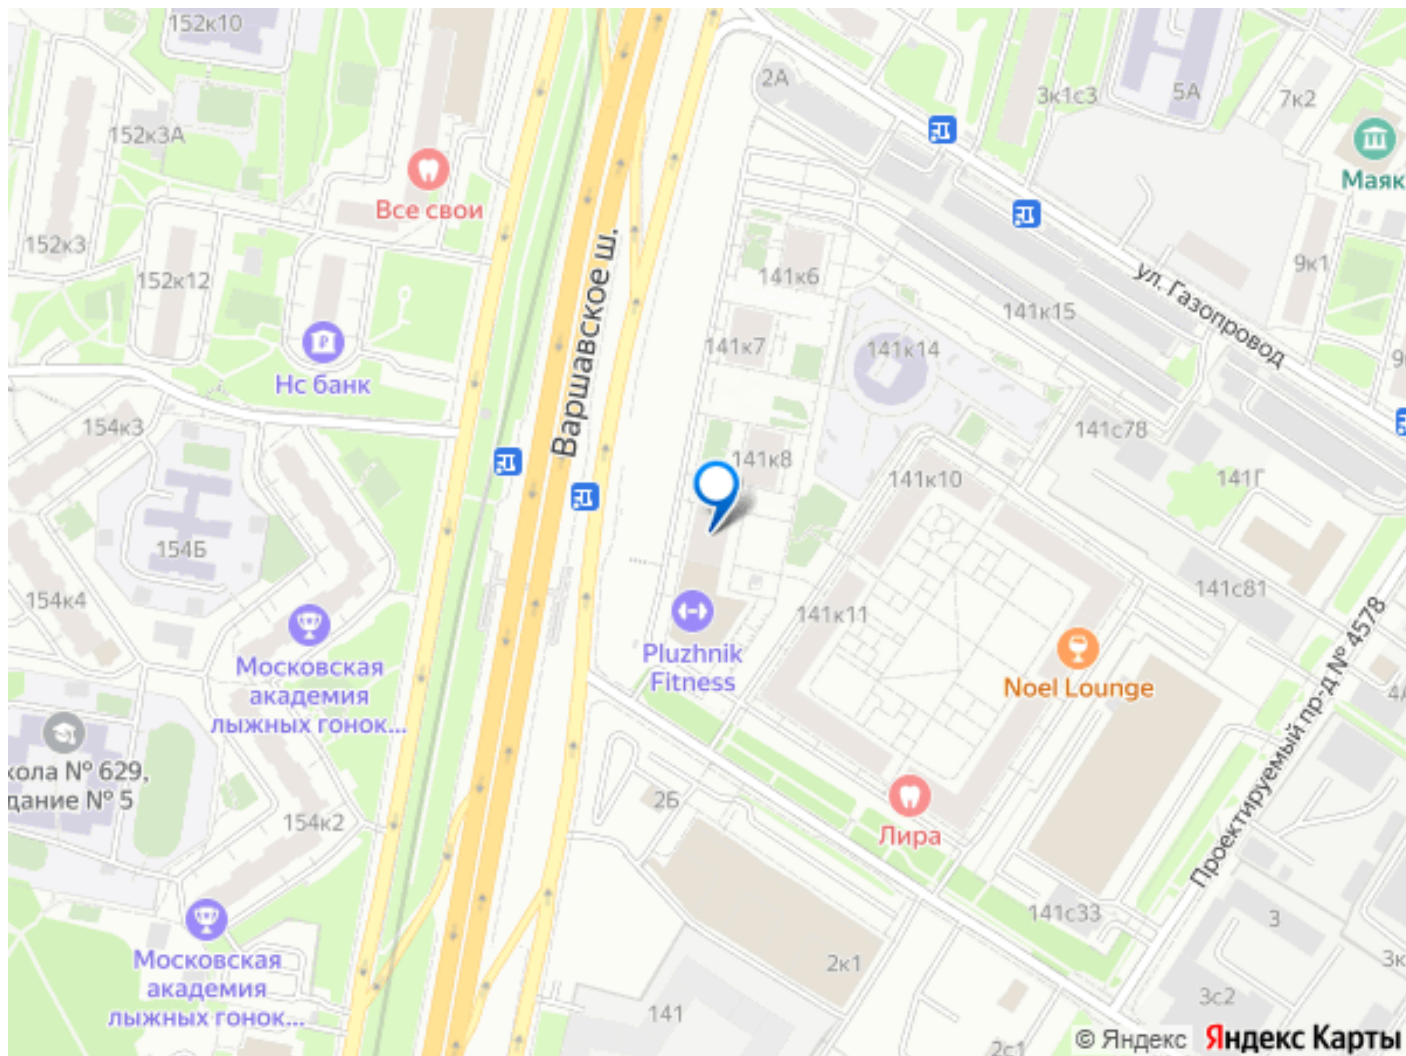 152к10
2А
3к1с3
5А
7к2
152к3А
Маяк
Все свои
152к3
152к12
141к6
9к1
ул. Газопровод
141к15
Варшавское ш.
141к7
141к14
Нс банк
154к3
141с78
141к8
141к10
141Г
154Б
141с81
154к4
141к11
Проектируемый пр-д № 4578
Pluzhnik
Fitness
Московская
академия
лыжных гонок...
Noel Lounge
4А
кола № 629,
дание № 5
2Б
154к2
Лира
141с33
3
Московская
академия
лыжных гонок...
2к1
3к
3с2
141
2с1
© Яндекс Яндекс Карты